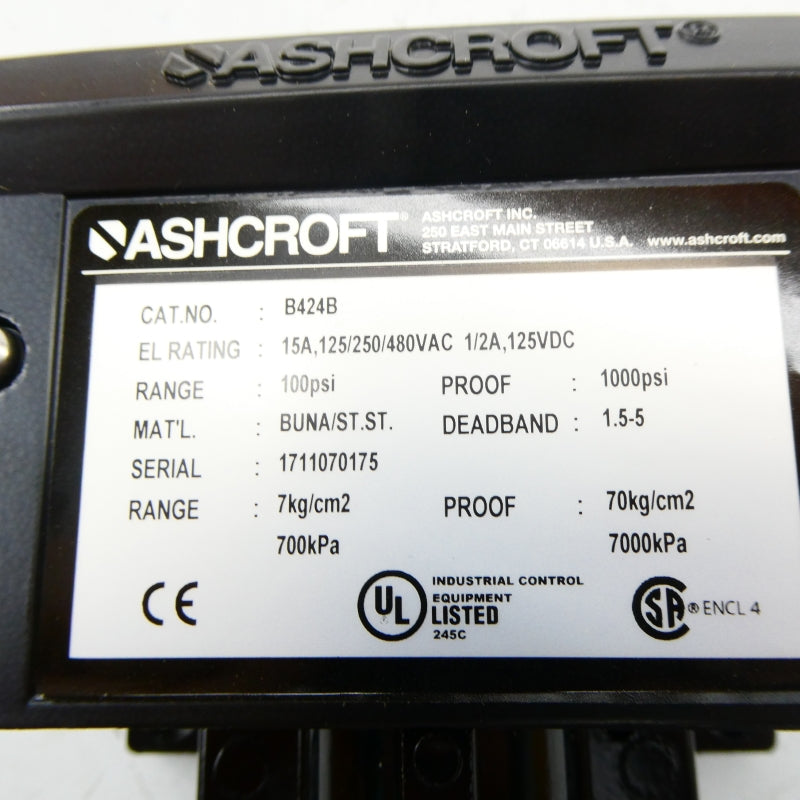 ASHCROFT®
ASHCROFT® ASHCROFT INC.
250 EAST MAIN STREET
STRATFORD, CT 06614 U.S.A. www.ashcroft.com
CAT.NO. : B424B
EL RATING : 15A,125/250/480VAC 1/2A,125VDC
RANGE : 100psi PROOF : 1000psi
MAT'L. : BUNA/ST.ST. DEADBAND : 1.5-5
SERIAL : 1711070175
RANGE : 7kg/cm2 PROOF : 70kg/cm2
700kPa 7000kPa
CE UL INDUSTRIAL CONTROL
EQUIPMENT
LISTED
245C
SA® ENCL 4